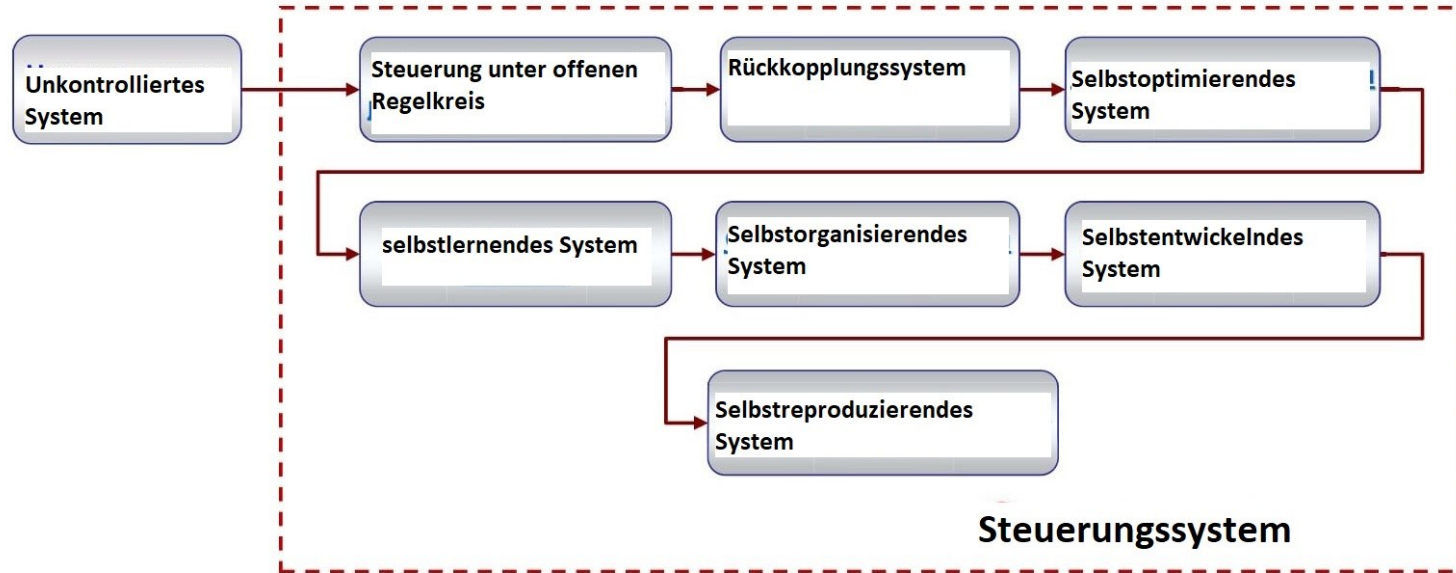 Unkontrolliertes
System
Steuerung unter offenen
Regelkreis
Rückkopplungssystem
Selbstoptimierendes
System
selbstlernendes System
Selbstorganisierendes
System
Selbstentwickelndes
System
Selbstreproduzierendes
System
Steuerungssystem